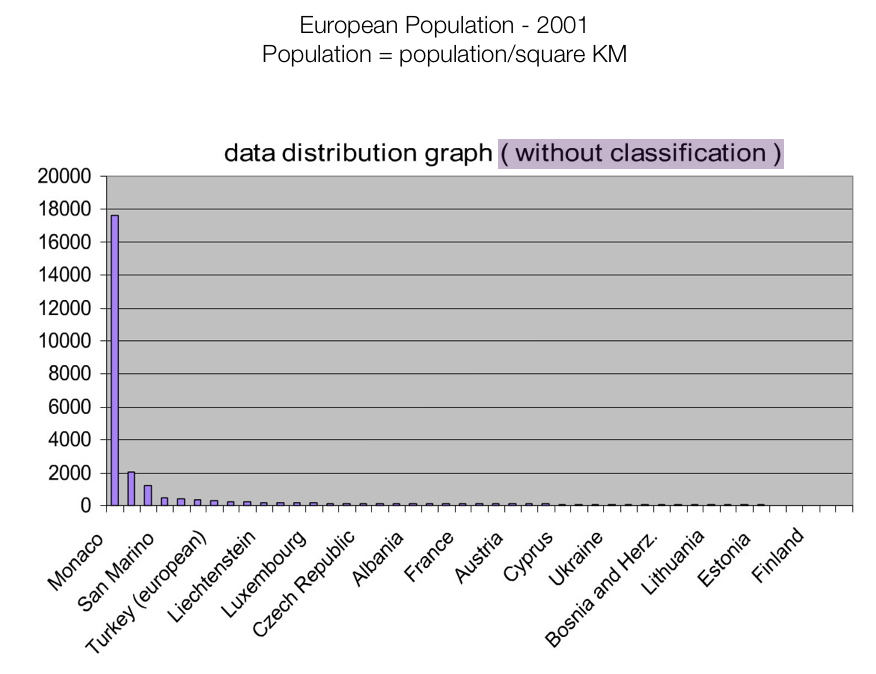 European Population - 2001
Population = population/square KM
data distribution graph ( without classification )
20000
18000
16000
14000
12000
10000
8000
6000
4000
2000
0
Monaco
San Marino
Turkey (european)
Liechtenstein
Luxembourg
Czech Republic
Albania
France
Austria
Cyprus
Ukraine
Bosnia and Herz.
Lithuania
Estonia
Finland